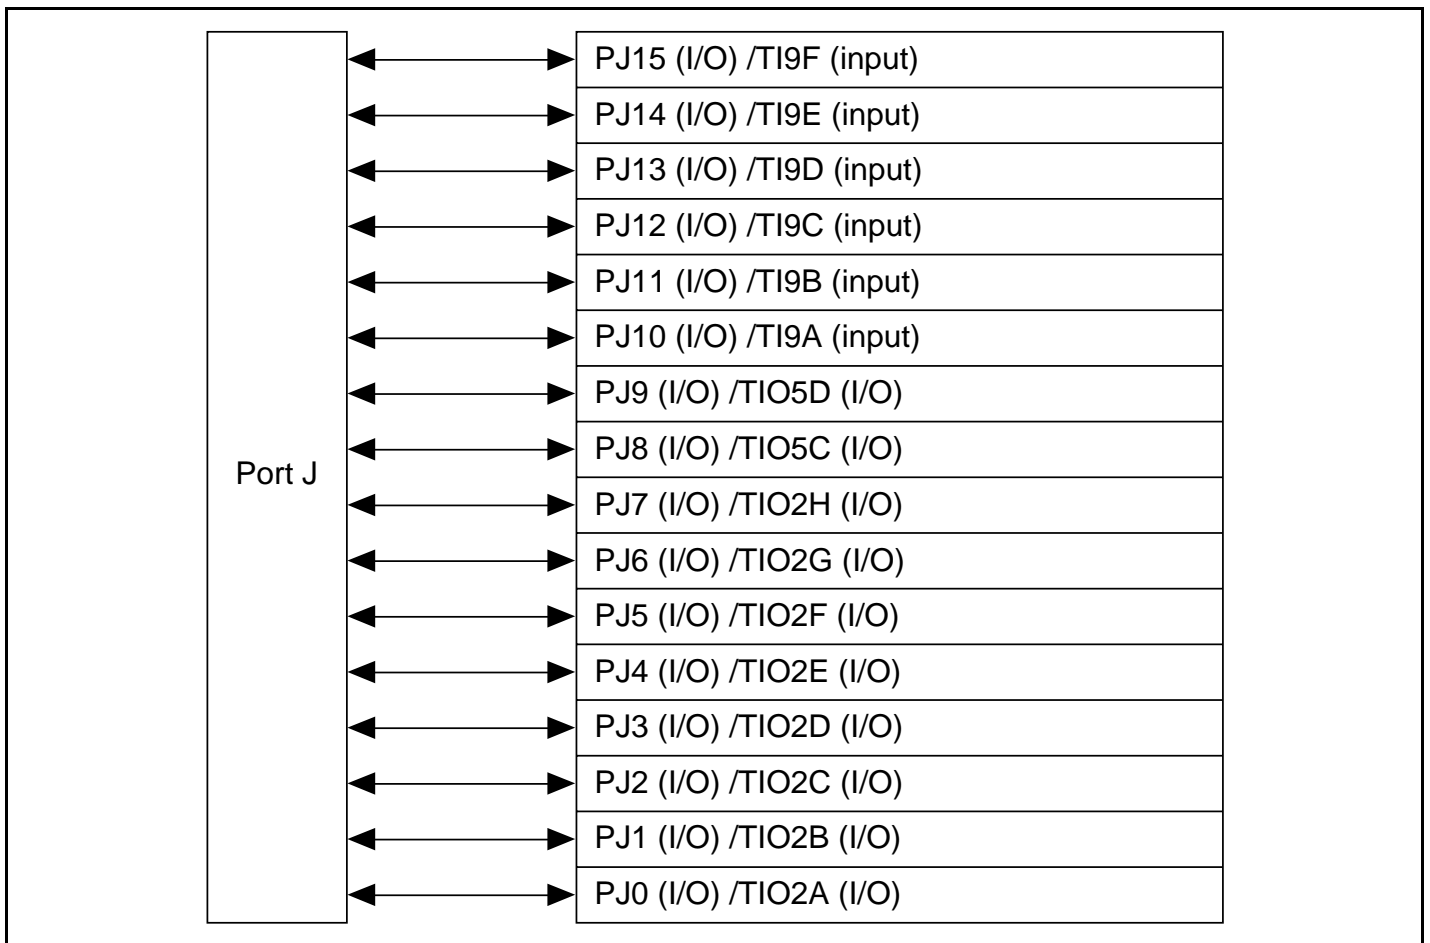 PJ15 (I/O) /TI9F (input)
PJ14 (I/O) /TI9E (input)
PJ13 (I/O) /TI9D (input)
PJ12 (I/O) /TI9C (input)
PJ11 (I/O) /TI9B (input)
PJ10 (I/O) /TI9A (input)
PJ9 (I/O) /TIO5D (I/O)
PJ8 (I/O) /TIO5C (I/O)
Port J
PJ7 (I/O) /TIO2H (I/O)
PJ6 (I/O) /TIO2G (I/O)
PJ5 (I/O) /TIO2F (I/O)
PJ4 (I/O) /TIO2E (I/O)
PJ3 (I/O) /TIO2D (I/O)
PJ2 (I/O) /TIO2C (I/O)
PJ1 (I/O) /TIO2B (I/O)
PJ0 (I/O) /TIO2A (I/O)